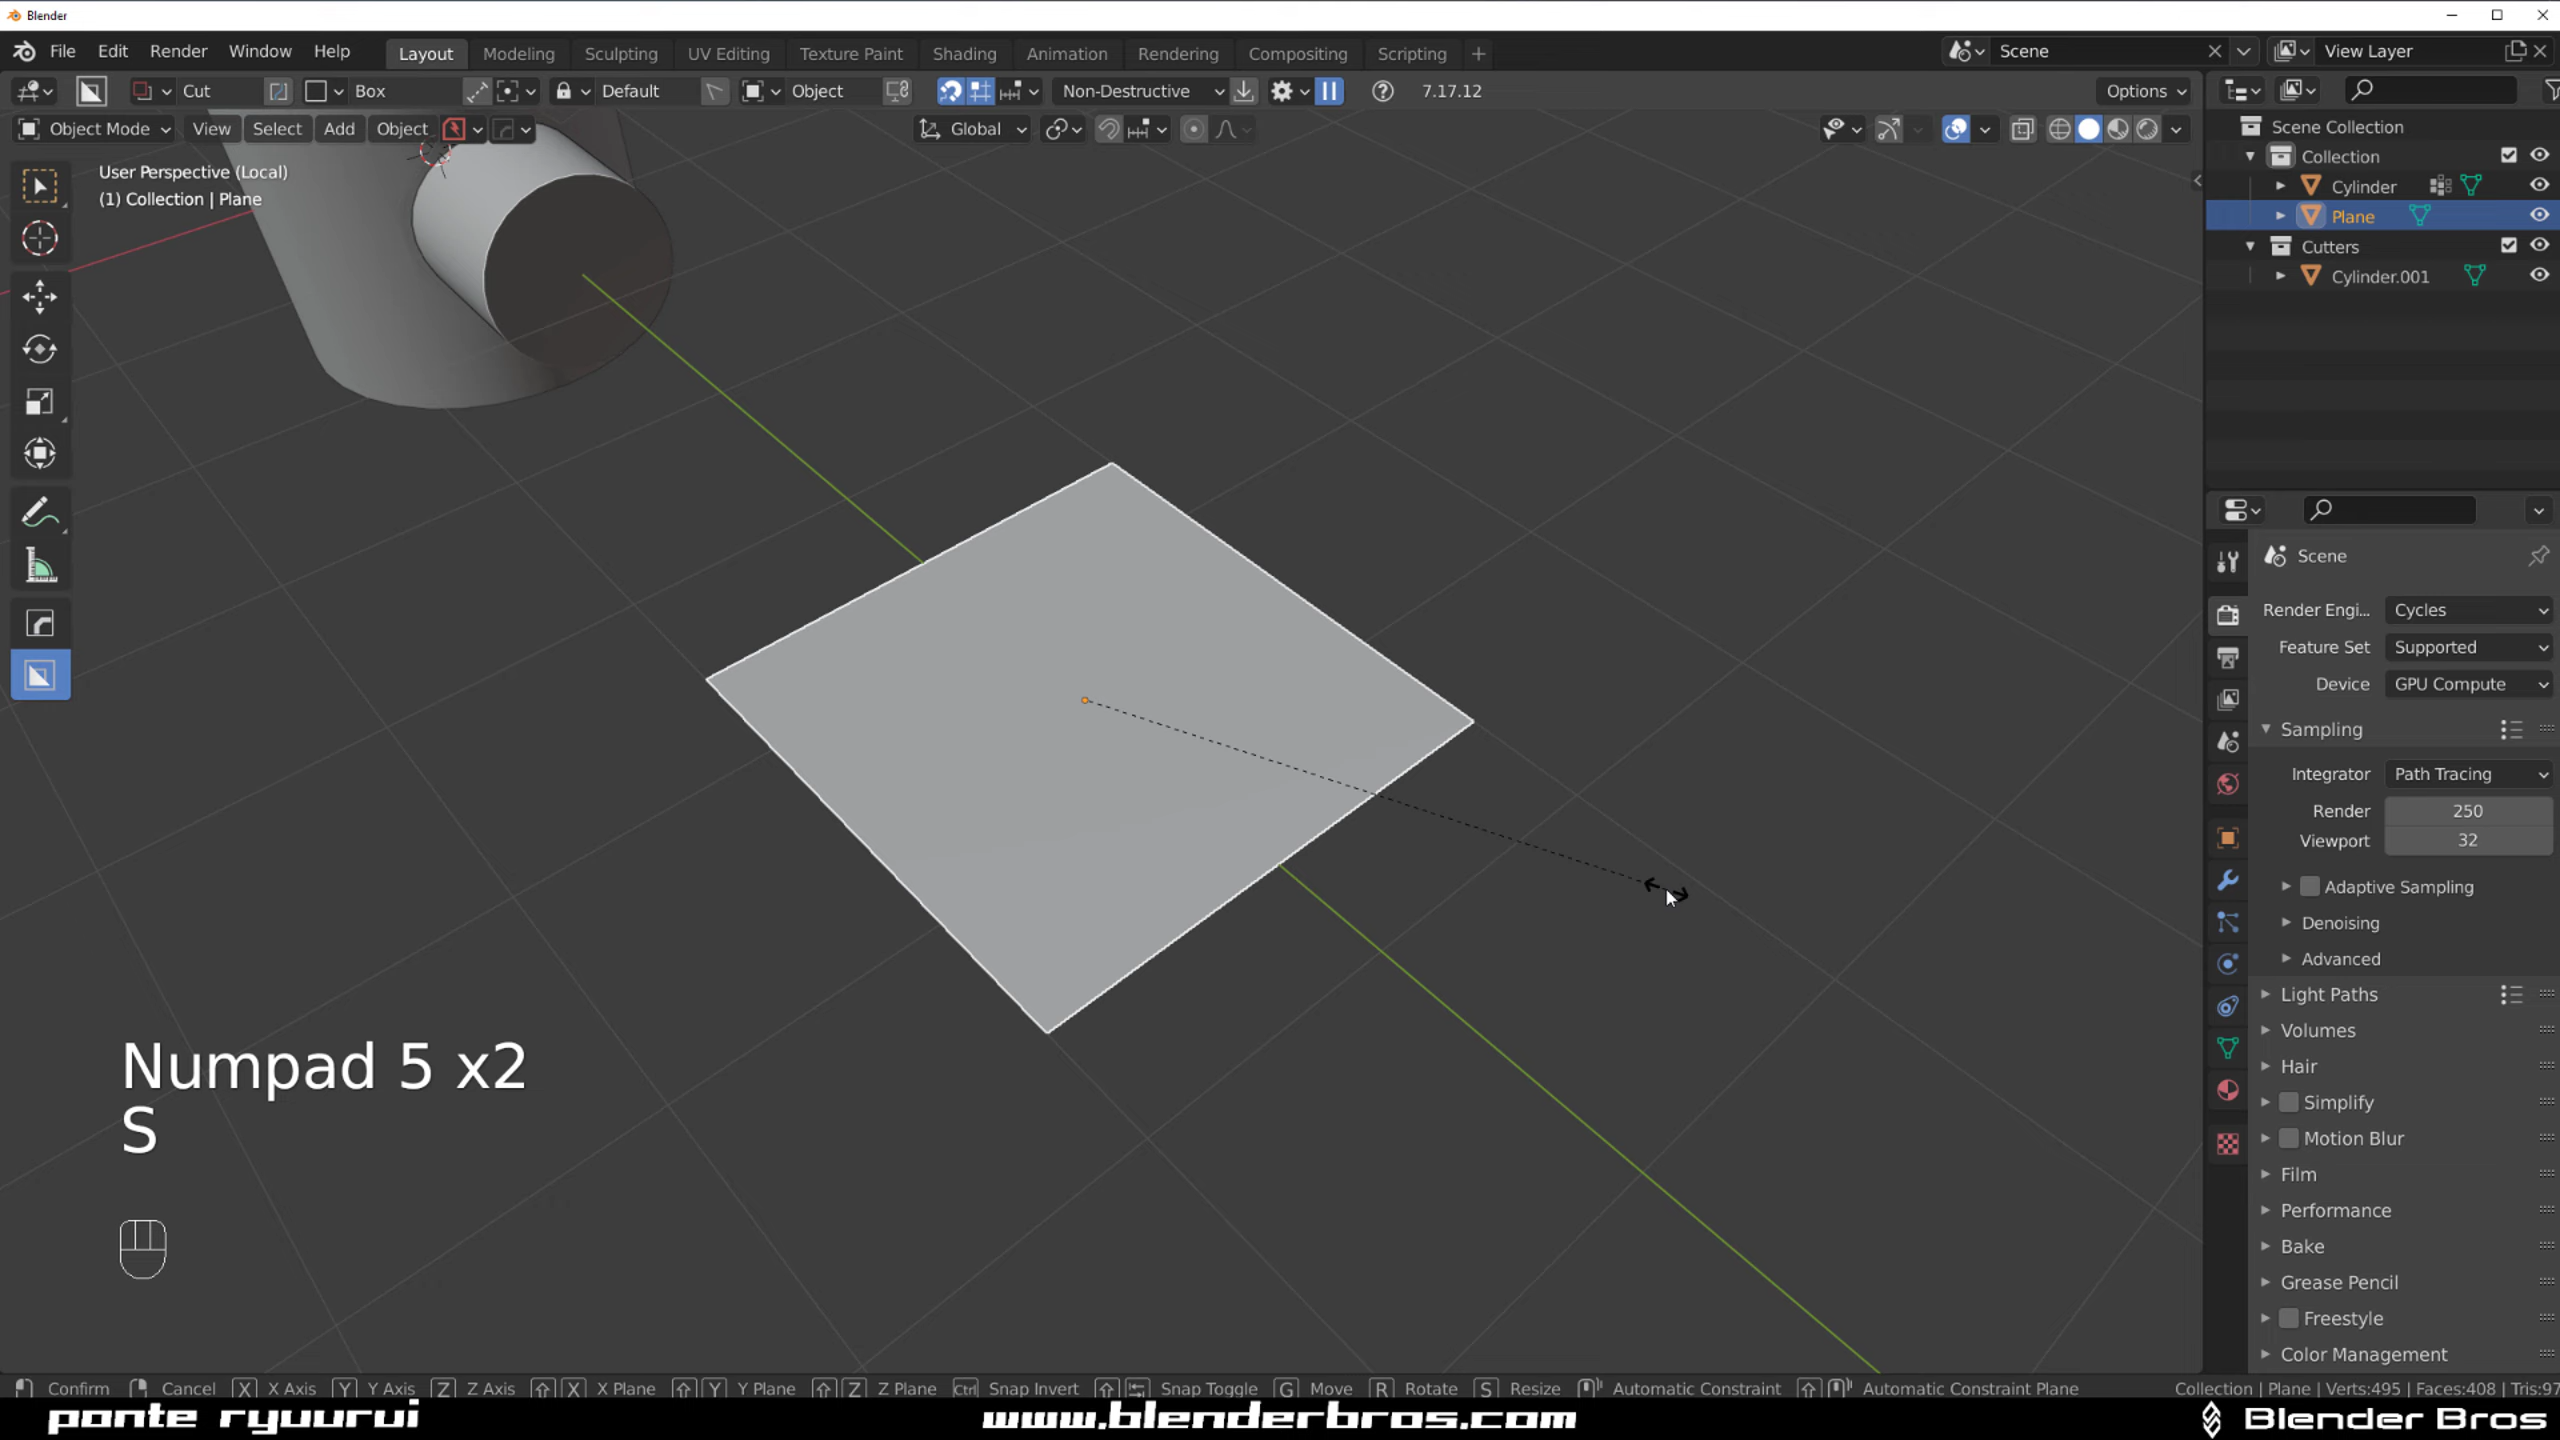 Blender
File Edit Render Window Help Layout Modeling Sculpting UV Editing Texture Paint Shading Animation Rendering Compositing Scripting + Scene View Layer
Cut Box Default Object Non-Destructive 7.17.12 Options
Object Mode View Select Add Object Global
User Perspective (Local)
(1) Collection | Plane
Scene Collection
Collection
Cylinder
Plane
Cutters
Cylinder.001
Scene
Render Engi... Cycles
Feature Set Supported
Device GPU Compute
Sampling
Integrator Path Tracing
Render 250
Viewport 32
Adaptive Sampling
Denoising
Advanced
Light Paths
Volumes
Hair
Simplify
Motion Blur
Film
Performance
Bake
Grease Pencil
Freestyle
Color Management
Numpad 5 x2
S
Confirm Cancel X X Axis Y Y Axis Z Z Axis X X Plane Y Y Plane Z Z Plane Ctrl Snap Invert Snap Toggle G Move R Rotate S Resize Automatic Constraint Automatic Constraint Plane Collection | Plane | Verts:495 | Faces:408 | Tris:97
ponte ryuurui www.blenderbros.com Blender Bros